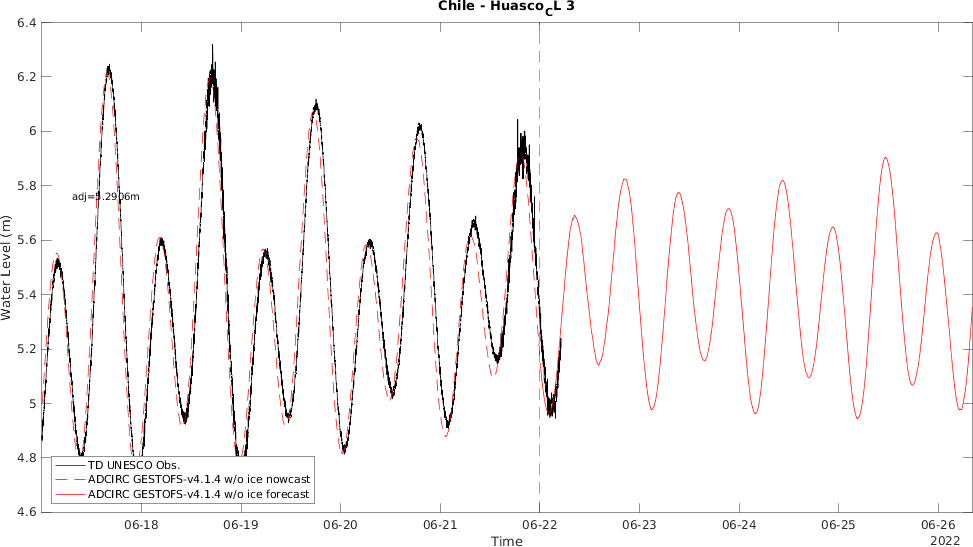 Chile - Huasco_CL 3
6.4
6.2
6
5.8
5.6
5.4
5.2
5
4.8
4.6
Water Level (m)
adj=5.2906m
TD UNESCO Obs.
ADCIRC GESTOFS-v4.1.4 w/o ice nowcast
ADCIRC GESTOFS-v4.1.4 w/o ice forecast
06-18 06-19 06-20 06-21 06-22 06-23 06-24 06-25 06-26
Time
2022